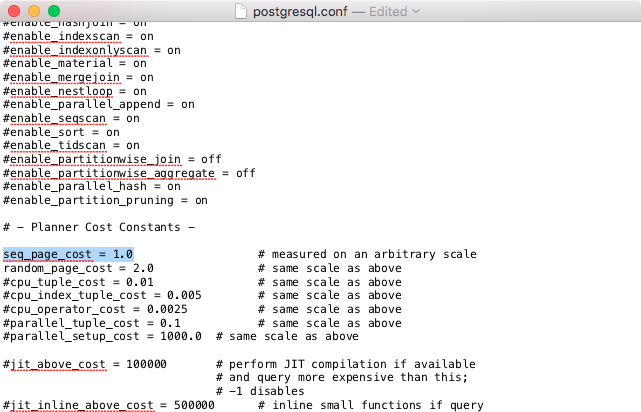 postgresql.conf — Edited
#enable_hashjoin = on
#enable_indexscan = on
#enable_indexonlyscan = on
#enable_material = on
#enable_mergejoin = on
#enable_nestloop = on
#enable_parallel_append = on
#enable_seqscan = on
#enable_sort = on
#enable_tidscan = on
#enable_partitionwise_join = off
#enable_partitionwise_aggregate = off
#enable_parallel_hash = on
#enable_partition_pruning = on
# - Planner Cost Constants -
seq_page_cost = 1.0 # measured on an arbitrary scale
random_page_cost = 2.0 # same scale as above
#cpu_tuple_cost = 0.01 # same scale as above
#cpu_index_tuple_cost = 0.005 # same scale as above
#cpu_operator_cost = 0.0025 # same scale as above
#parallel_tuple_cost = 0.1 # same scale as above
#parallel_setup_cost = 1000.0 # same scale as above
#jit_above_cost = 100000 # perform JIT compilation if available
# and query more expensive than this;
# -1 disables
#jit_inline_above_cost = 500000 # inline small functions if query